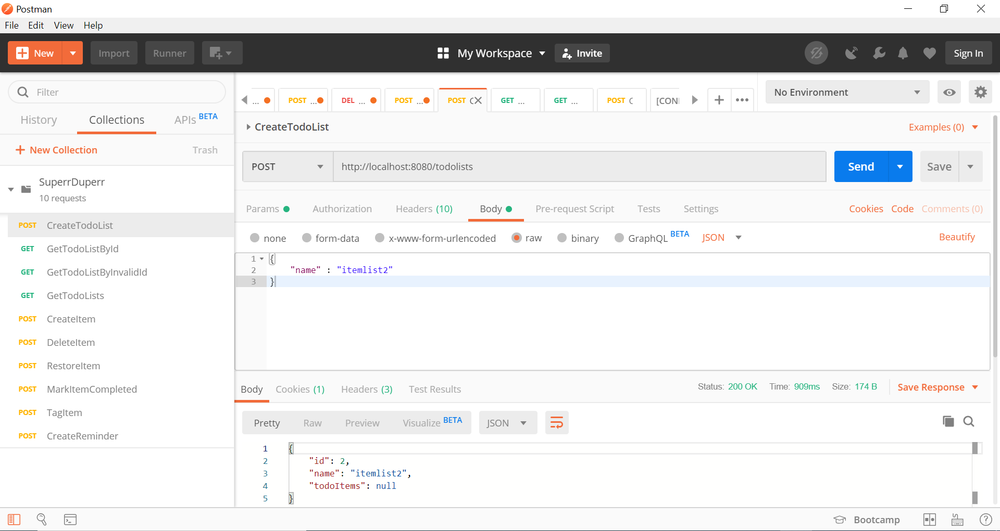 Postman
File Edit View Help
New Import Runner My Workspace Invite Sign In
Filter
... POST ... DEL ... POST ... POST C GET ... GET ... POST C [CON ••• No Environment
History Collections APIs BETA
CreateTodoList Examples (0)
New Collection Trash
POST http://localhost:8080/todolists Send Save
SuperrDuperr
10 requests
Params Authorization Headers (10) Body Pre-request Script Tests Settings Cookies Code Comments (0)
POST CreateTodoList
GET GetTodoListById
GET GetTodoListByInvalidId
GET GetTodoLists
POST CreateItem
POST DeleteItem
POST RestoreItem
POST MarkItemCompleted
POST TagItem
POST CreateReminder
none form-data x-www-form-urlencoded raw binary GraphQL BETA JSON Beautify
1 {
2 "name" : "itemlist2"
3 }
Body Cookies (1) Headers (3) Test Results Status: 200 OK Time: 909ms Size: 174 B Save Response
Pretty Raw Preview Visualize BETA JSON
1 {
2 "id": 2,
3 "name": "itemlist2",
4 "todoItems": null
5 }
Bootcamp